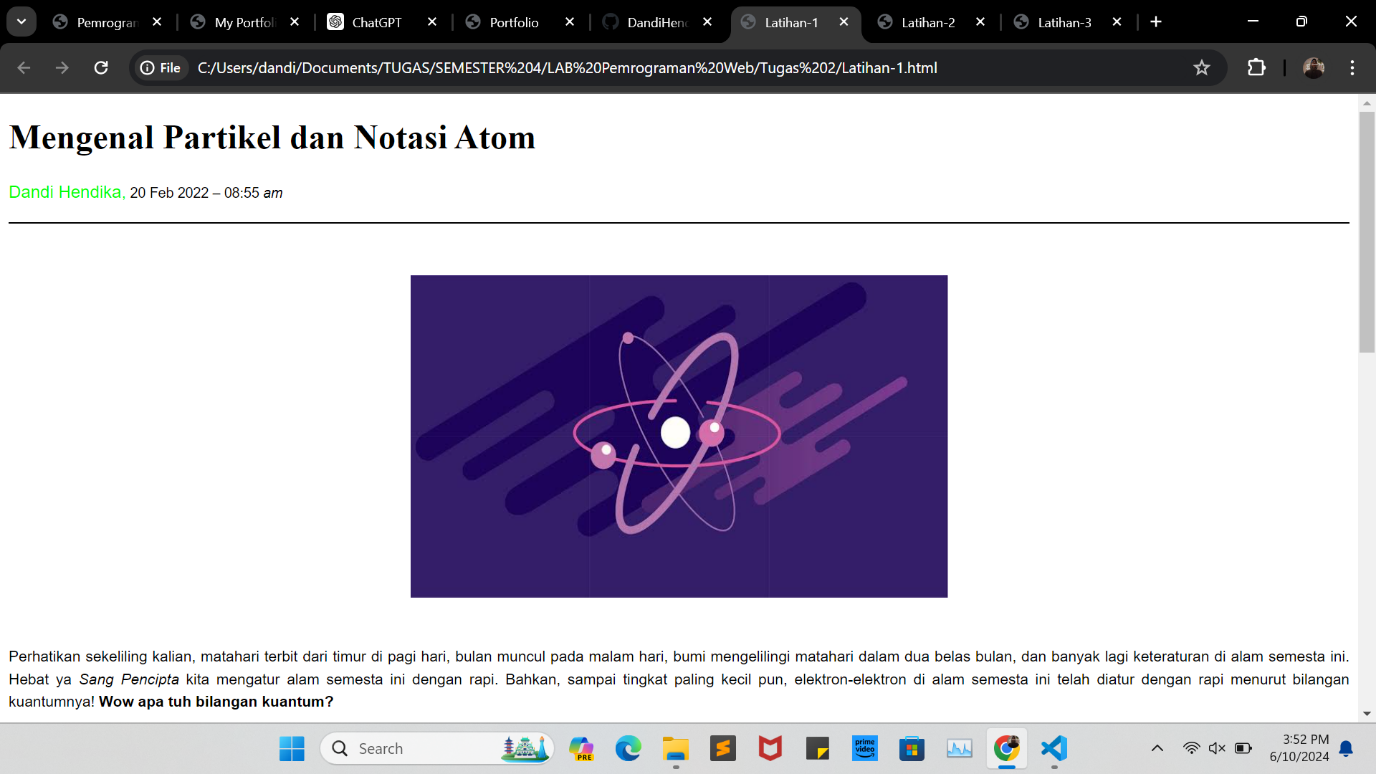 Pemrogran
My Portfoli
ChatGPT
Portfolio
DandiHend
Latihan-1
Latihan-2
Latihan-3
File
C:/Users/dandi/Documents/TUGAS/SEMESTER%204/LAB%20Pemrograman%20Web/Tugas%202/Latihan-1.html
Mengenal Partikel dan Notasi Atom
Dandi Hendika, 20 Feb 2022 – 08:55 am
Perhatikan sekeliling kalian, matahari terbit dari timur di pagi hari, bulan muncul pada malam hari, bumi mengelilingi matahari dalam dua belas bulan, dan banyak lagi keteraturan di alam semesta ini.
Hebat ya Sang Pencipta kita mengatur alam semesta ini dengan rapi. Bahkan, sampai tingkat paling kecil pun, elektron-elektron di alam semesta ini telah diatur dengan rapi menurut bilangan
kuantumnya! Wow apa tuh bilangan kuantum?
Search
PRE
prime video
3:52 PM
6/10/2024